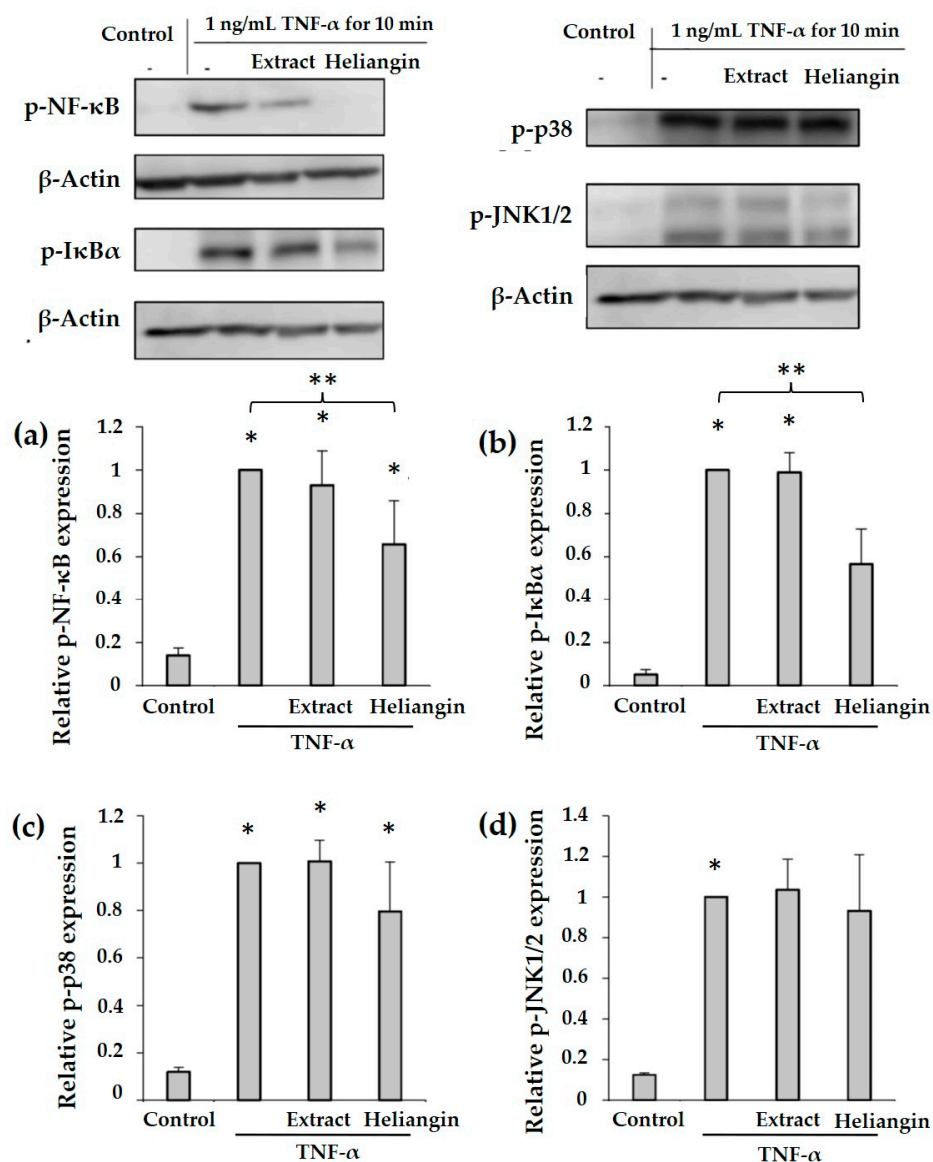 Control
1 ng/mL TNF-α for 10 min
- - Extract Heliangin
p-NF-κB
β-Actin
p-IκBα
β-Actin
Control
1 ng/mL TNF-α for 10 min
- - Extract Heliangin
p-p38
p-JNK1/2
β-Actin
(a)
Relative p-NF-κB expression
1.2
1
0.8
0.6
0.4
0.2
0
**
* * *
Control Extract Heliangin
TNF-α
(b)
Relative p-IκBα expression
1.2
1
0.8
0.6
0.4
0.2
0
**
* *
Control Extract Heliangin
TNF-α
(c)
Relative p-p38 expression
1.2
1
0.8
0.6
0.4
0.2
0
* * *
Control Extract Heliangin
TNF-α
(d)
Relative p-JNK1/2 expression
1.4
1.2
1
0.8
0.6
0.4
0.2
0
*
Control Extract Heliangin
TNF-α